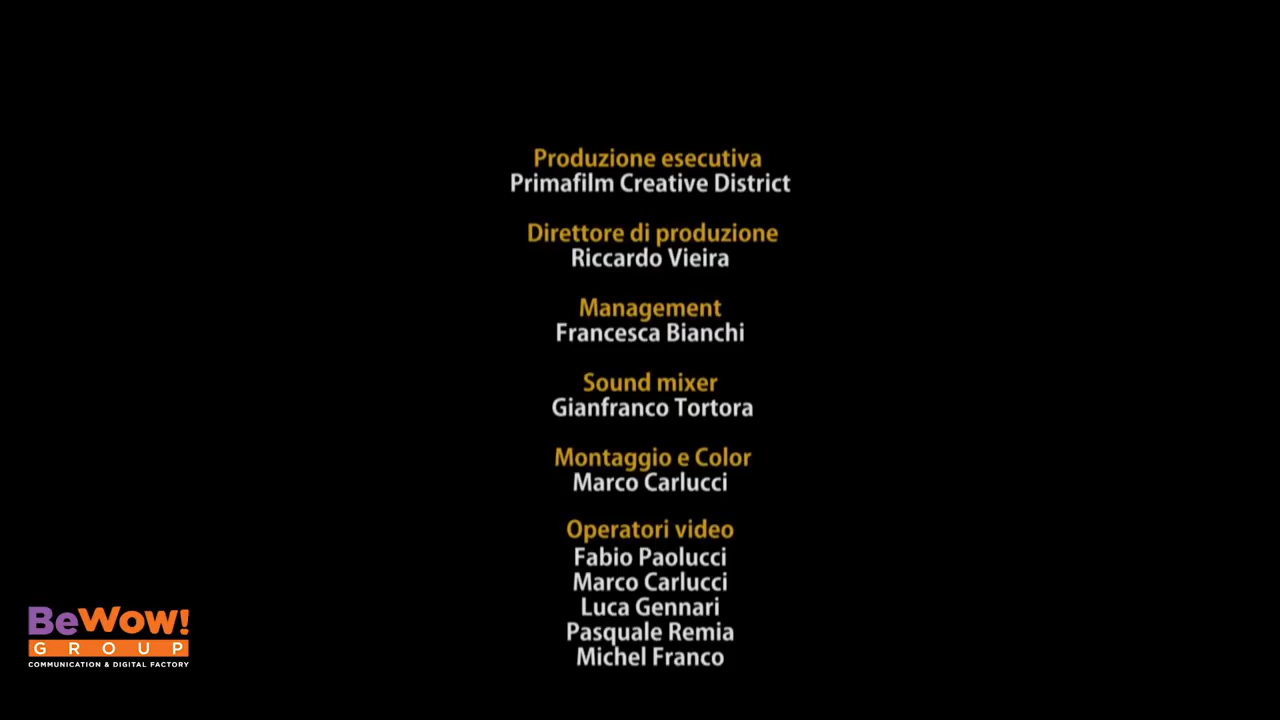 Produzione esecutiva
Primafilm Creative District
Direttore di produzione
Riccardo Vieira
Management
Francesca Bianchi
Sound mixer
Gianfranco Tortora
Montaggio e Color
Marco Carlucci
Operatori video
Fabio Paolucci
Marco Carlucci
Luca Gennari
Pasquale Remia
Michel Franco
BeWow!
GROUP
COMMUNICATION & DIGITAL FACTORY